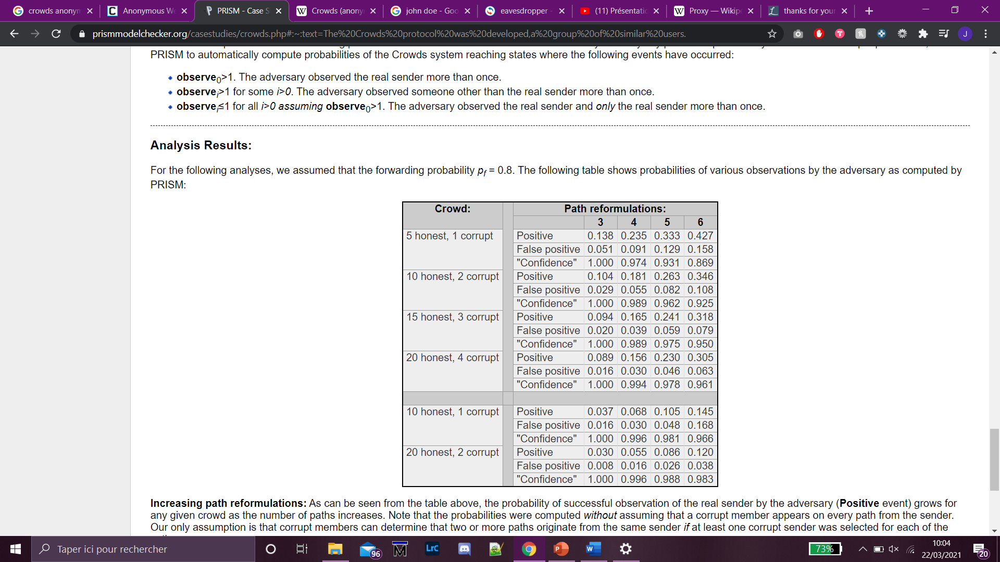 crowds anonym
Anonymous We
PRISM - Case S
Crowds (anony
john doe - Goo
eavesdropper -
(11) Présentatio
Proxy — Wikip
thanks for your
prismmodelchecker.org/casestudies/crowds.php#:~:text=The%20Crowds%20protocol%20was%20developed,a%20group%20of%20similar%20users.
J
PRISM to automatically compute probabilities of the Crowds system reaching states where the following events have occurred:
• observe0>1. The adversary observed the real sender more than once.
• observei>1 for some i>0. The adversary observed someone other than the real sender more than once.
• observei≤1 for all i>0 assuming observe0>1. The adversary observed the real sender and only the real sender more than once.
Analysis Results:
For the following analyses, we assumed that the forwarding probability pf = 0.8. The following table shows probabilities of various observations by the adversary as computed by
PRISM:
Crowd: Path reformulations:
3 4 5 6
5 honest, 1 corrupt Positive 0.138 0.235 0.333 0.427
False positive 0.051 0.091 0.129 0.158
"Confidence" 1.000 0.974 0.931 0.869
10 honest, 2 corrupt Positive 0.104 0.181 0.263 0.346
False positive 0.029 0.055 0.082 0.108
"Confidence" 1.000 0.989 0.962 0.925
15 honest, 3 corrupt Positive 0.094 0.165 0.241 0.318
False positive 0.020 0.039 0.059 0.079
"Confidence" 1.000 0.989 0.975 0.950
20 honest, 4 corrupt Positive 0.089 0.156 0.230 0.305
False positive 0.016 0.030 0.046 0.063
"Confidence" 1.000 0.994 0.978 0.961
10 honest, 1 corrupt Positive 0.037 0.068 0.105 0.145
False positive 0.016 0.030 0.048 0.168
"Confidence" 1.000 0.996 0.981 0.966
20 honest, 2 corrupt Positive 0.030 0.055 0.086 0.120
False positive 0.008 0.016 0.026 0.038
"Confidence" 1.000 0.996 0.988 0.983
Increasing path reformulations: As can be seen from the table above, the probability of successful observation of the real sender by the adversary (Positive event) grows for
any given crowd as the number of paths increases. Note that the probabilities were computed without assuming that a corrupt member appears on every path from the sender.
Our only assumption is that corrupt members can determine that two or more paths originate from the same sender if at least one corrupt sender was selected for each of the
Taper ici pour rechercher
96
LrC
73%
10:04
22/03/2021
20